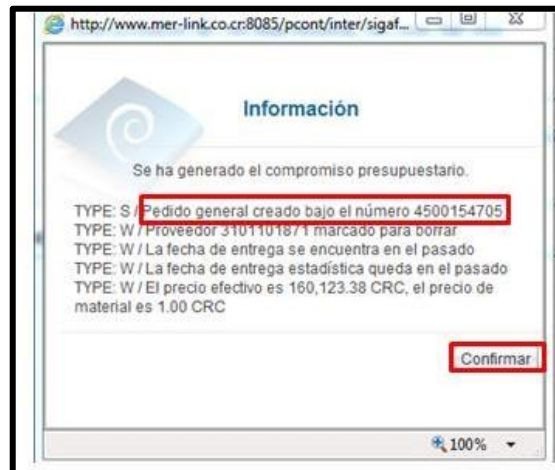 http://www.mer-link.co.cr:8085/pcont/inter/sigaf...
Información
Se ha generado el compromiso presupuestario.
TYPE: S / Pedido general creado bajo el número 4500154705
TYPE: W / Proveedor 3101101871 marcado para borrar
TYPE: W / La fecha de entrega se encuentra en el pasado
TYPE: W / La fecha de entrega estadística queda en el pasado
TYPE: W / El precio efectivo es 160,123.38 CRC, el precio de
material es 1.00 CRC
Confirmar
100%